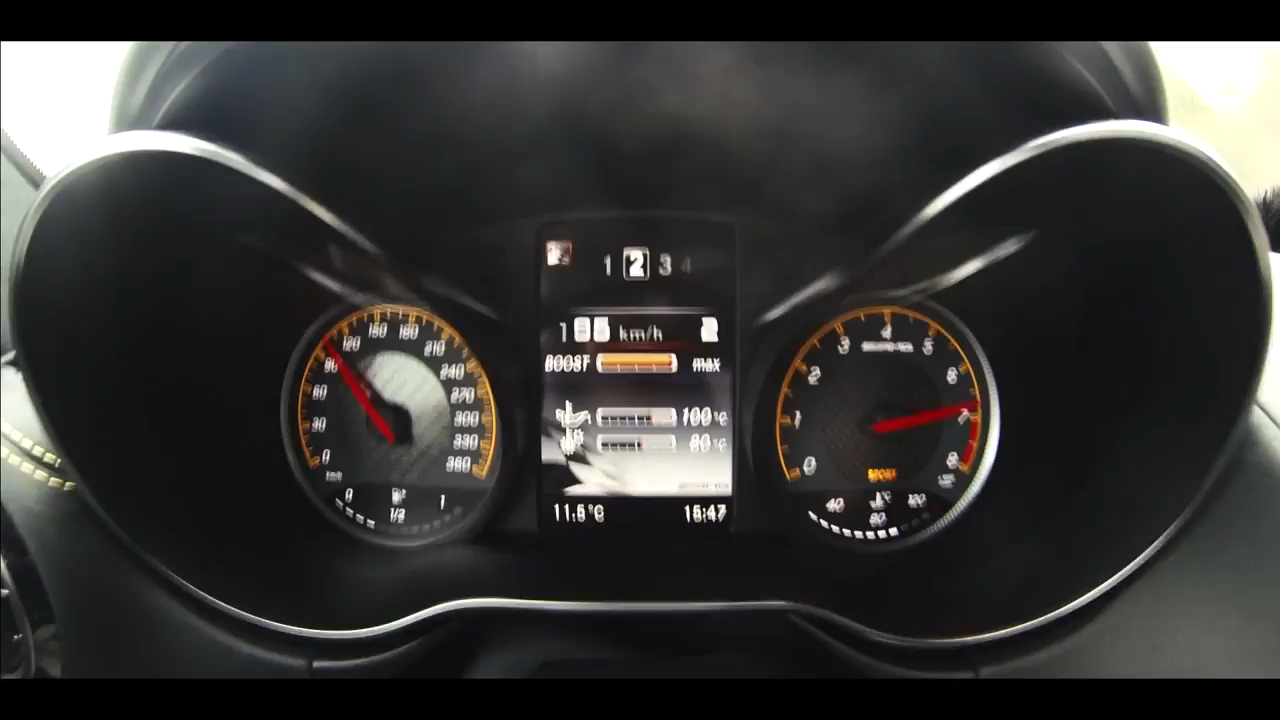 1 2 3 4
km/h 2
BOOST max
100°C
80°C
11.5°C 15:47
0 30 60 90 120 150 180 210 240 270 300 330 360
km/h
0 1/2 1
0 1 2 3 4 5 6 7 8
AMG
SPORT
40 80 120
°C